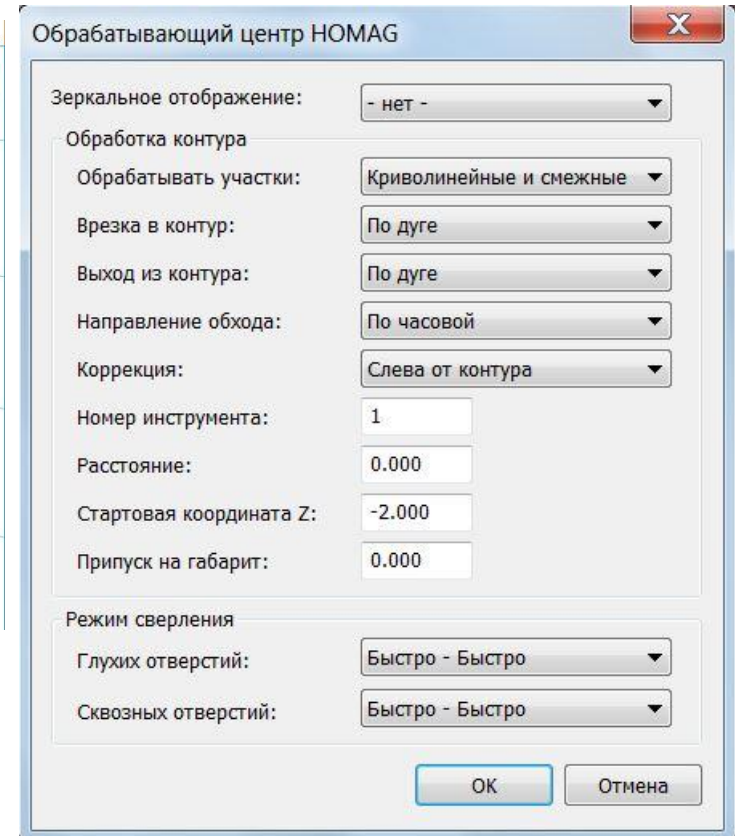 Обрабатывающий центр HOMAG
Зеркальное отображение: - нет -
Обработка контура
Обрабатывать участки: Криволинейные и смежные
Врезка в контур: По дуге
Выход из контура: По дуге
Направление обхода: По часовой
Коррекция: Слева от контура
Номер инструмента: 1
Расстояние: 0.000
Стартовая координата Z: -2.000
Припуск на габарит: 0.000
Режим сверления
Глухих отверстий: Быстро - Быстро
Сквозных отверстий: Быстро - Быстро
OK Отмена